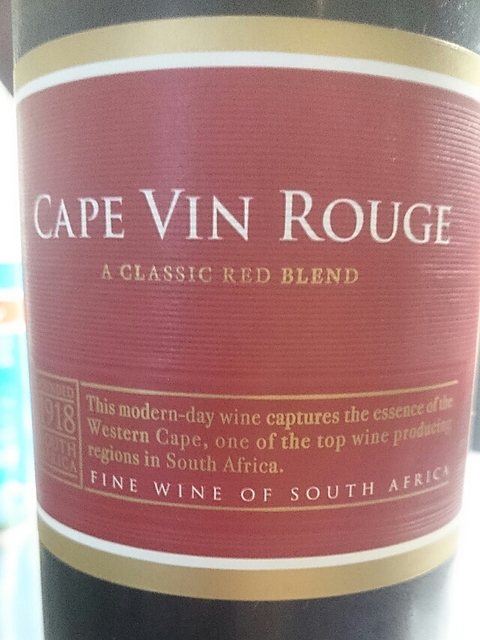 CAPE VIN ROUGE
A CLASSIC RED BLEND
FOUNDED
1918
SOUTH
AFRICA
This modern-day wine captures the essence of the
Western Cape, one of the top wine producing
regions in South Africa.
FINE WINE OF SOUTH AFRICA